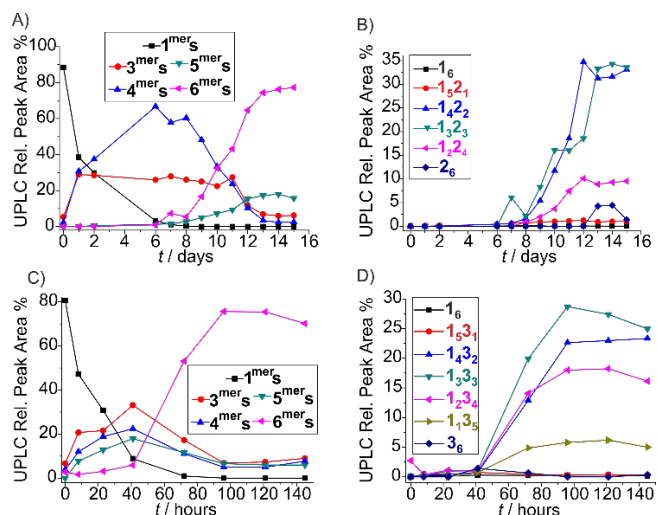 A)
UPLC Rel. Peak Area %
100
80
60
40
20
0
1ᵐᵉʳs
3ᵐᵉʳs 5ᵐᵉʳs
4ᵐᵉʳs 6ᵐᵉʳs
0 2 4 6 8 10 12 14 16
t / days
B)
UPLC Rel. Peak Area %
35
30
25
20
15
10
5
0
1₆
1₅2₁
1₄2₂
1₃2₃
1₂2₄
2₆
0 2 4 6 8 10 12 14 16
t / days
C)
UPLC Rel. Peak Area %
80
60
40
20
0
1ᵐᵉʳs
3ᵐᵉʳs 5ᵐᵉʳs
4ᵐᵉʳs 6ᵐᵉʳs
0 20 40 60 80 100 120 140
t / hours
D)
UPLC Rel. Peak Area %
30
25
20
15
10
5
0
1₆
1₅3₁
1₄3₂
1₃3₃
1₂3₄
1₁3₅
3₆
0 20 40 60 80 100 120 140
t / hours